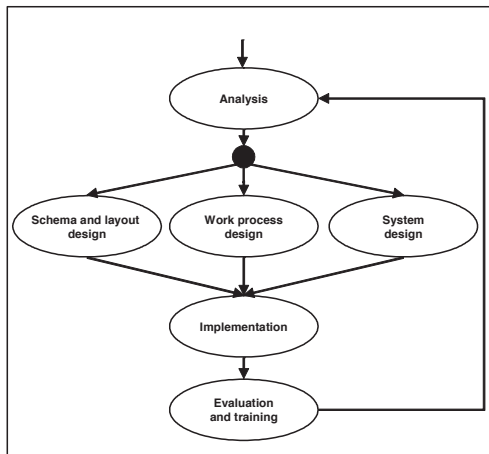 Analysis
Schema and layout
design
Work process
design
System
design
Implementation
Evaluation
and training